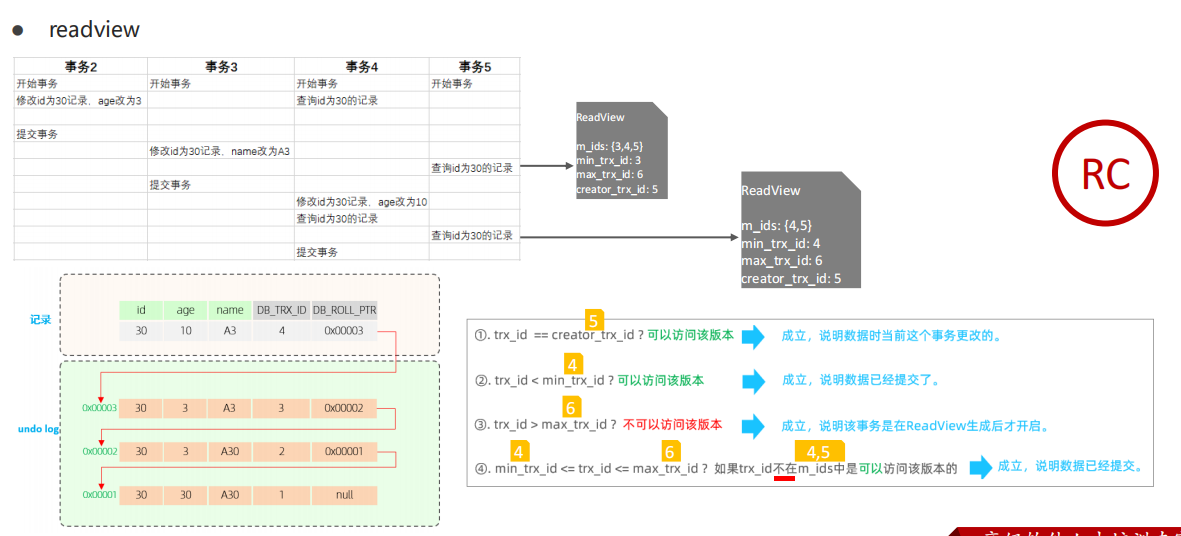 readview
事务2 事务3 事务4 事务5
开始事务 开始事务 开始事务 开始事务
修改id为30记录，age改为3 查询id为30的记录
提交事务
修改id为30记录，name改为A3
查询id为30的记录
提交事务
修改id为30记录，age改为10
查询id为30的记录
查询id为30的记录
提交事务
ReadView
m_ids: {3,4,5}
min_trx_id: 3
max_trx_id: 6
creator_trx_id: 5
ReadView
m_ids: {4,5}
min_trx_id: 4
max_trx_id: 6
creator_trx_id: 5
RC
记录
id age name DB_TRX_ID DB_ROLL_PTR
30 10 A3 4 0x00003
undo log
0x00003 30 3 A3 3 0x00002
0x00002 30 3 A30 2 0x00001
0x00001 30 30 A30 1 null
5
①. trx_id == creator_trx_id ? 可以访问该版本 成立，说明数据时当前这个事务更改的。
4
②. trx_id < min_trx_id ? 可以访问该版本 成立，说明数据已经提交了。
6
③. trx_id > max_trx_id ? 不可以访问该版本 成立，说明该事务是在ReadView生成后才开启。
4 6 4,5
④. min_trx_id <= trx_id <= max_trx_id ? 如果trx_id不在m_ids中是可以访问该版本的 成立，说明数据已经提交。